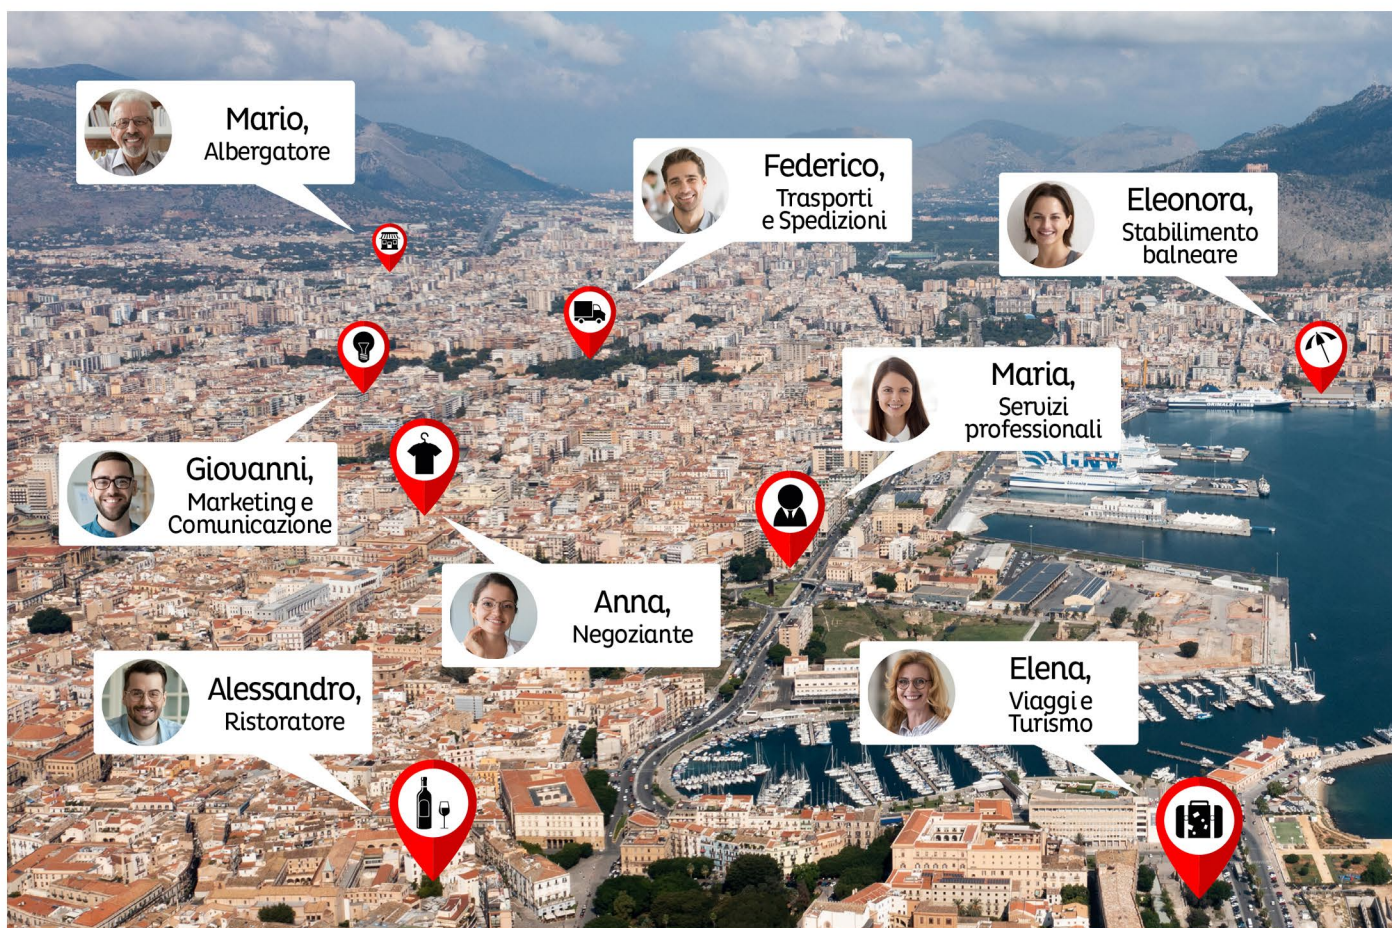 Mario,
Albergatore
Federico,
Trasporti
e Spedizioni
Eleonora,
Stabilimento
balneare
Maria,
Servizi
professionali
Giovanni,
Marketing e
Comunicazione
Anna,
Negoziante
Alessandro,
Ristoratore
Elena,
Viaggi e
Turismo
GNV